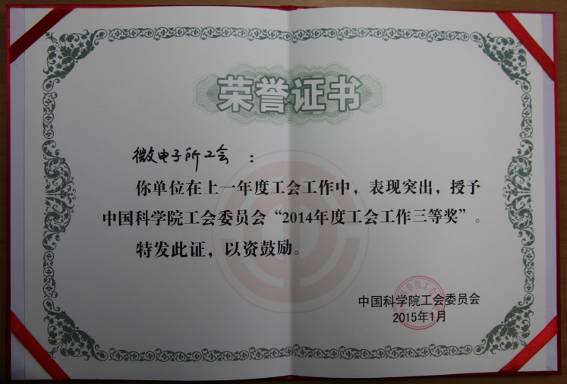 荣誉证书
微电子所工会：
你单位在上一年度工会工作中，表现突出，授予
中国科学院工会委员会“2014年度工会工作三等奖”。
特发此证，以资鼓励。
中国科学院工会委员会
2015年1月